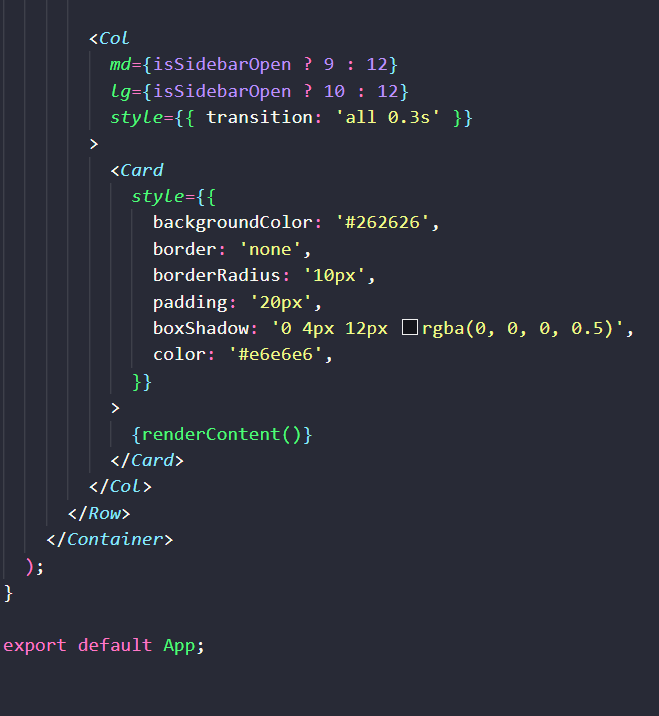 <Col
md={isSidebarOpen ? 9 : 12}
lg={isSidebarOpen ? 10 : 12}
style={{ transition: 'all 0.3s' }}
>
<Card
style={{
backgroundColor: '#262626',
border: 'none',
borderRadius: '10px',
padding: '20px',
boxShadow: '0 4px 12px rgba(0, 0, 0, 0.5)',
color: '#e6e6e6',
}}
>
{renderContent()}
</Card>
</Col>
</Row>
</Container>
);
}
export default App;